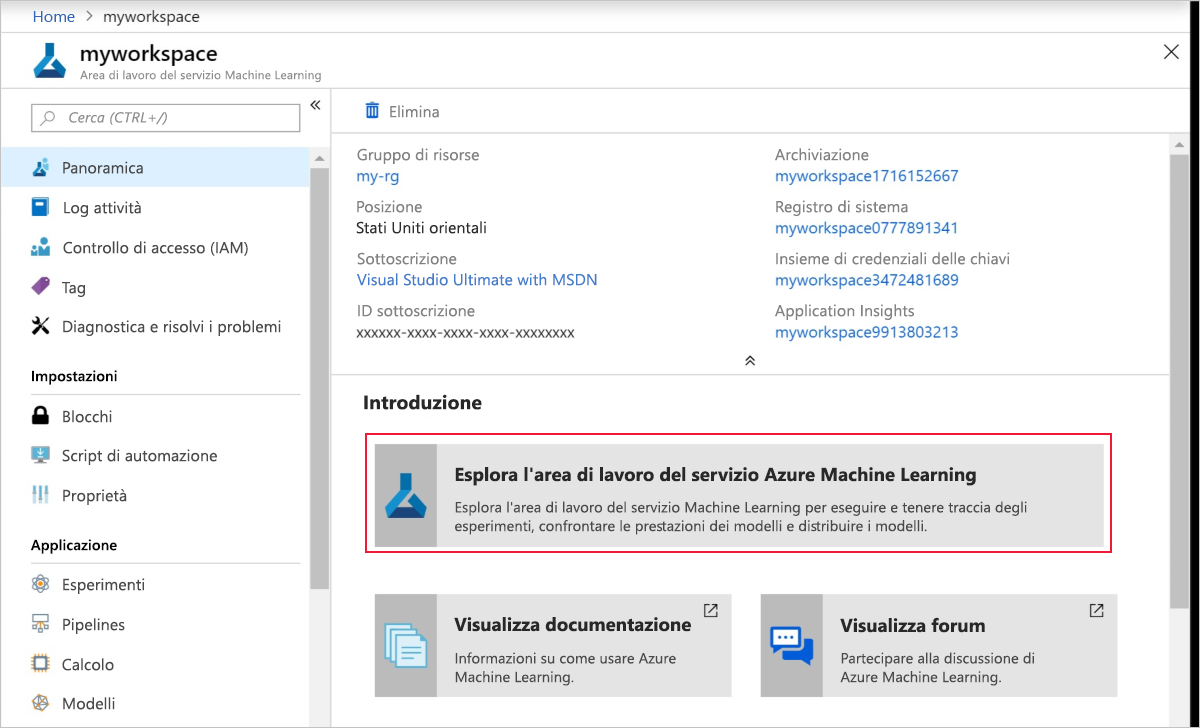 Home > myworkspace
myworkspace
Area di lavoro del servizio Machine Learning
Cerca (CTRL+/)
Panoramica
Log attività
Controllo di accesso (IAM)
Tag
Diagnostica e risolvi i problemi
Impostazioni
Blocchi
Script di automazione
Proprietà
Applicazione
Esperimenti
Pipelines
Calcolo
Modelli
Elimina
Gruppo di risorse
my-rg
Posizione
Stati Uniti orientali
Sottoscrizione
Visual Studio Ultimate with MSDN
ID sottoscrizione
xxxxxx-xxxx-xxxx-xxxx-xxxxxxxx
Archiviazione
myworkspace1716152667
Registro di sistema
myworkspace0777891341
Insieme di credenziali delle chiavi
myworkspace3472481689
Application Insights
myworkspace9913803213
Introduzione
Esplora l'area di lavoro del servizio Azure Machine Learning
Esplora l'area di lavoro del servizio Machine Learning per eseguire e tenere traccia degli
esperimenti, confrontare le prestazioni dei modelli e distribuire i modelli.
Visualizza documentazione
Informazioni su come usare Azure
Machine Learning.
Visualizza forum
Partecipare alla discussione di
Azure Machine Learning.